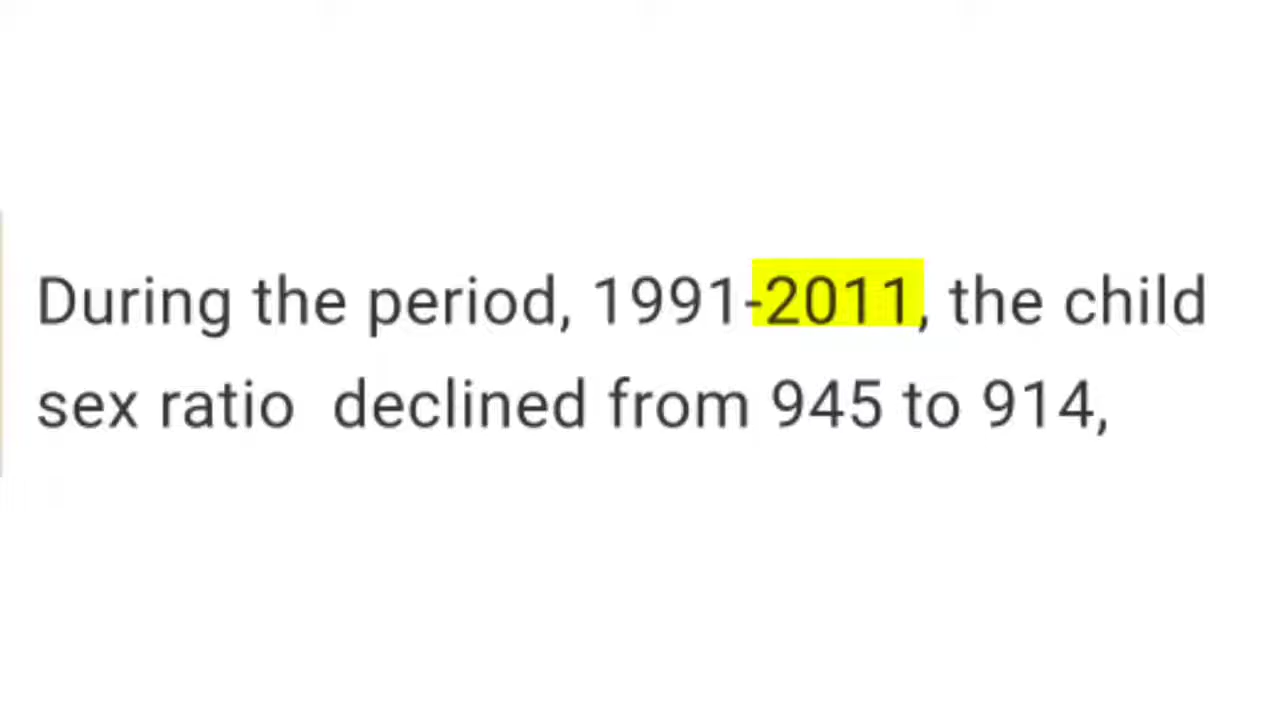 During the period, 1991-2011, the child
sex ratio declined from 945 to 914,